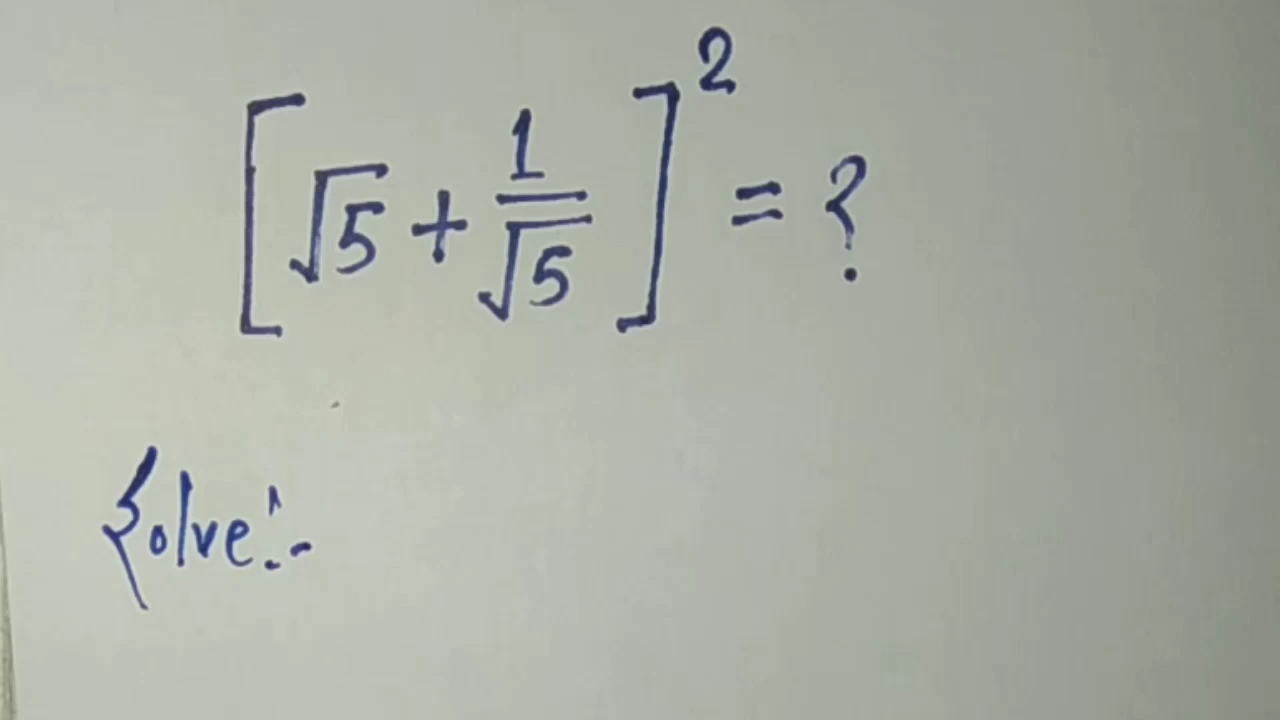 [√5 + 1/√5]² = ?
Solve:-